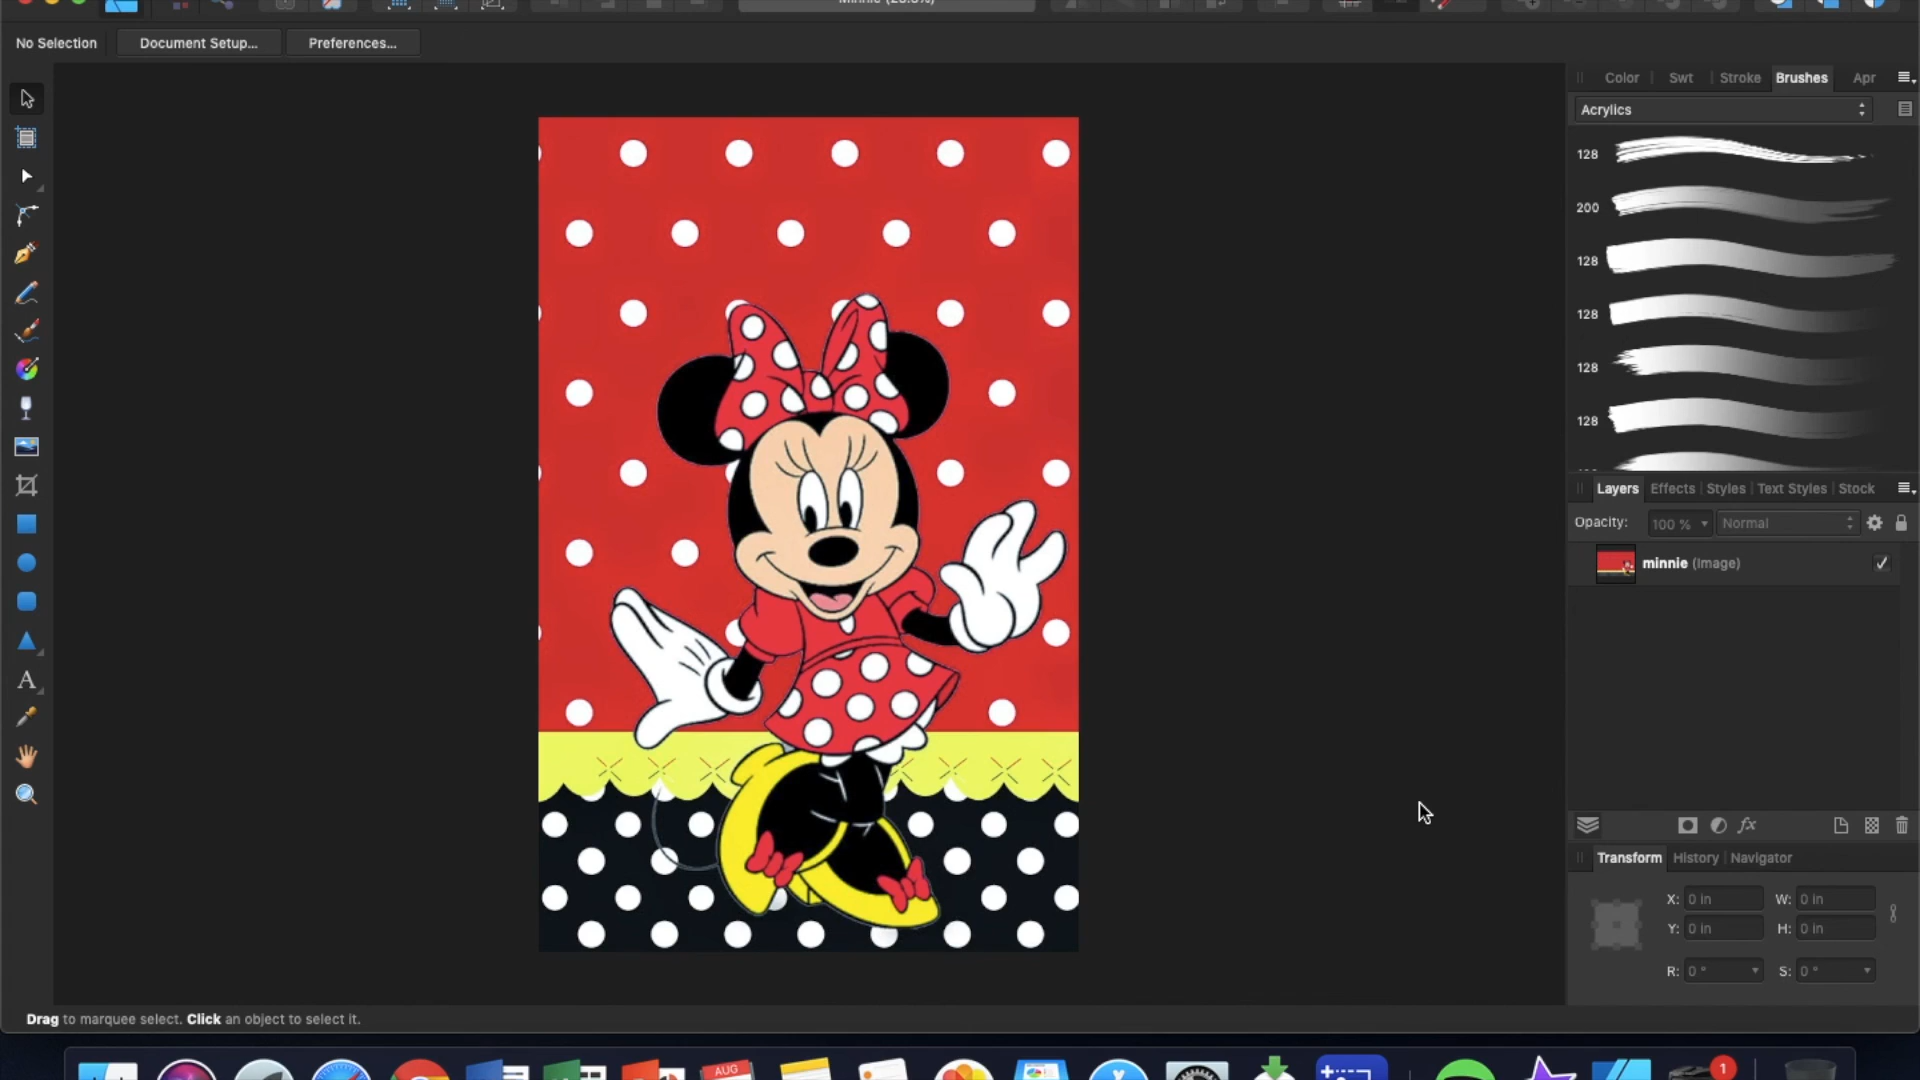 No Selection Document Setup... Preferences...
Color Swt Stroke Brushes Apr
Acrylics
128
200
128
128
128
128
Layers Effects Styles Text Styles Stock
Opacity: 100 % Normal
minnie (Image)
fx
Transform History Navigator
X: 0 in W: 0 in
Y: 0 in H: 0 in
R: 0 ° S: 0 °
A
Drag to marquee select. Click an object to select it.
AUG
1